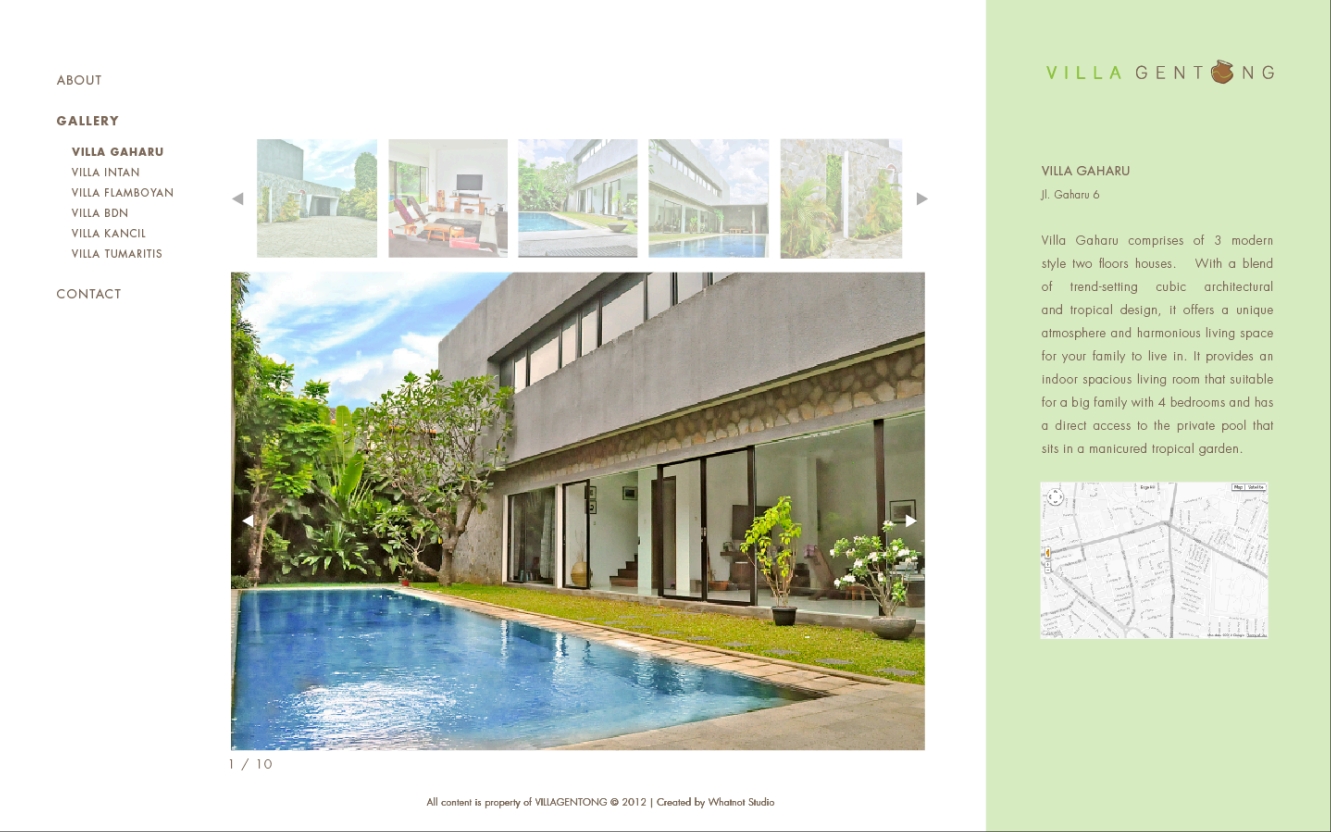 ABOUT
GALLERY
VILLA GAHARU
VILLA INTAN
VILLA FLAMBOYAN
VILLA BDN
VILLA KANCIL
VILLA TUMARITIS
CONTACT
1 / 10
All content is property of VILLAGENTONG © 2012 | Created by Whatnot Studio
VILLA GENTONG
VILLA GAHARU
Jl. Gaharu 6
Villa Gaharu comprises of 3 modern
style two floors houses. With a blend
of trend-setting cubic architectural
and tropical design, it offers a unique
atmosphere and harmonious living space
for your family to live in. It provides an
indoor spacious living room that suitable
for a big family with 4 bedrooms and has
a direct access to the private pool that
sits in a manicured tropical garden.
Map Satellite